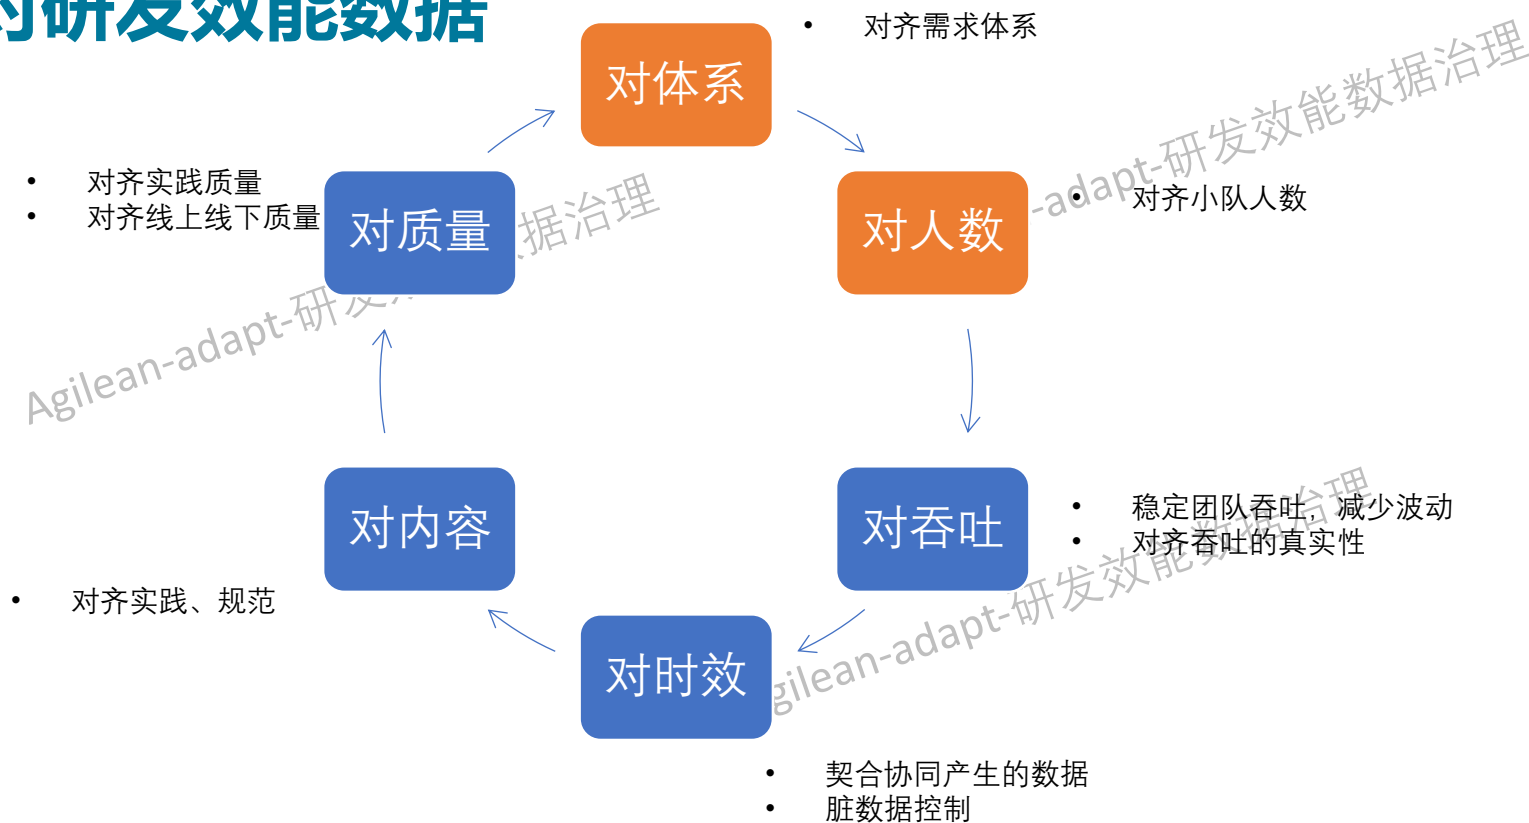 对研发效能数据
对体系
• 对齐需求体系
对人数
• 对齐小队人数
对吞吐
• 稳定团队吞吐，减少波动
• 对齐吞吐的真实性
对时效
• 契合协同产生的数据
• 脏数据控制
对内容
• 对齐实践、规范
对质量
• 对齐实践质量
• 对齐线上线下质量
Agilean-adapt-研发
据治理
-adapt-研发效能数据治理
gilean-adapt-研发效能数据治理